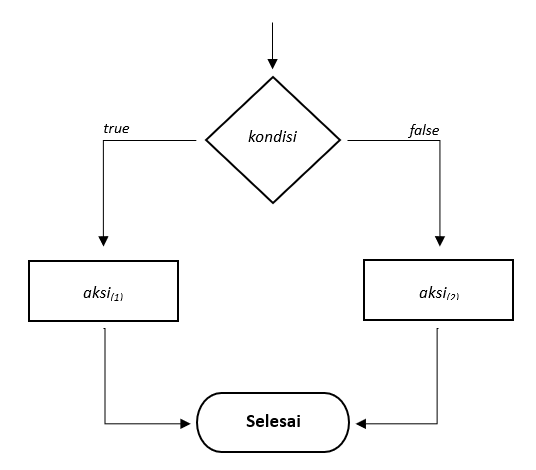 kondisi
true
false
aksi(1)
aksi(2)
Selesai